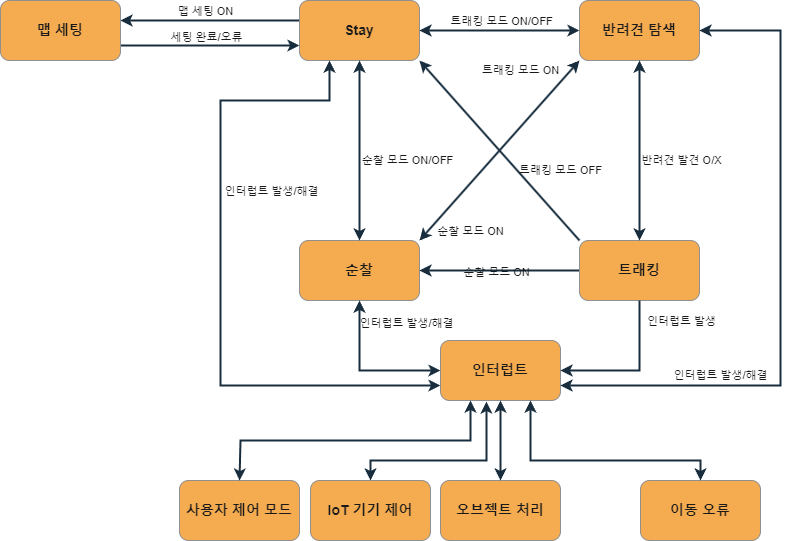 맵 세팅
맵 세팅 ON
세팅 완료/오류
Stay
트래킹 모드 ON/OFF
반려견 탐색
트래킹 모드 ON
순찰 모드 ON/OFF
트래킹 모드 OFF
반려견 발견 O/X
인터럽트 발생/해결
순찰 모드 ON
순찰
순찰 모드 ON
트래킹
인터럽트 발생/해결
인터럽트 발생
인터럽트
인터럽트 발생/해결
사용자 제어 모드
IoT 기기 제어
오브젝트 처리
이동 오류